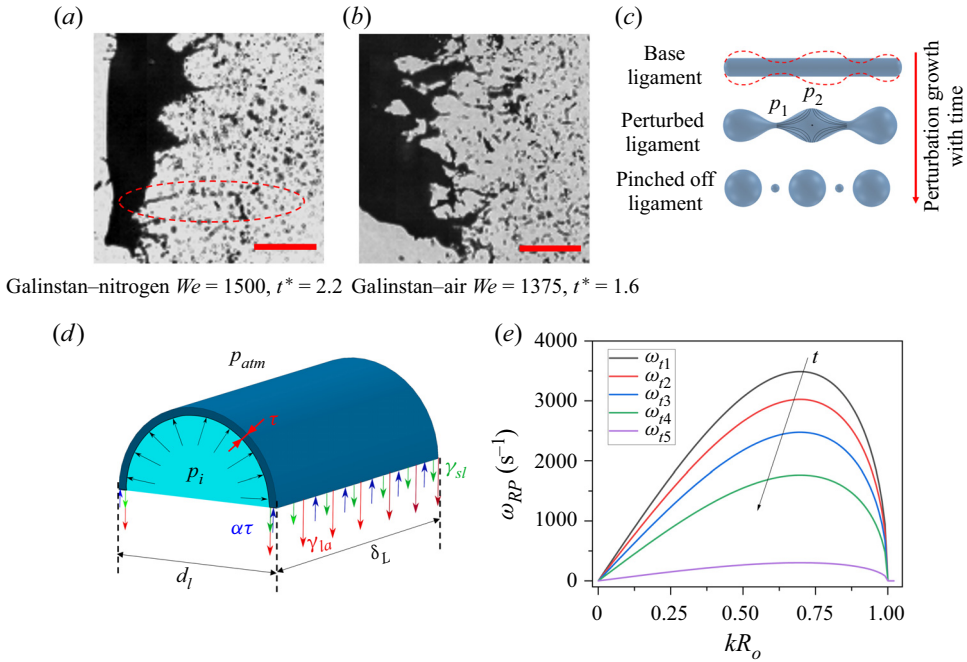 (a)
(b)
(c)
Base
ligament
Perturbed
ligament
Pinched off
ligament
p1
p2
Perturbation growth
with time
Galinstan–nitrogen We = 1500, t* = 2.2
Galinstan–air We = 1375, t* = 1.6
(d)
patm
τ
pi
γsl
ατ
γla
dl
δL
(e)
4000
3000
2000
1000
0
ωRP (s−1)
ωt1
ωt2
ωt3
ωt4
ωt5
t
0
0.25
0.50
0.75
1.00
kRo